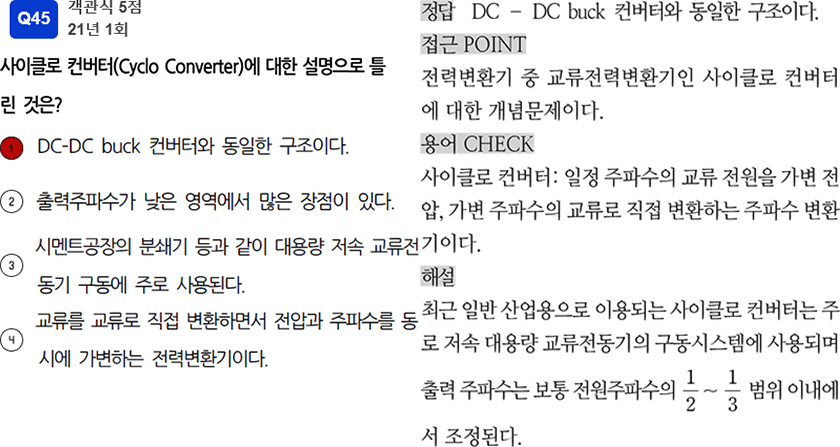 Q45
객관식 5점
21년 1회
사이클로 컨버터(Cyclo Converter)에 대한 설명으로 틀
린 것은?
1 DC-DC buck 컨버터와 동일한 구조이다.
2 출력주파수가 낮은 영역에서 많은 장점이 있다.
3 시멘트공장의 분쇄기 등과 같이 대용량 저속 교류전
동기 구동에 주로 사용된다.
4 교류를 교류로 직접 변환하면서 전압과 주파수를 동
시에 가변하는 전력변환기이다.
정답 DC - DC buck 컨버터와 동일한 구조이다.
접근 POINT
전력변환기 중 교류전력변환기인 사이클로 컨버터
에 대한 개념문제이다.
용어 CHECK
사이클로 컨버터: 일정 주파수의 교류 전원을 가변 전
압, 가변 주파수의 교류로 직접 변환하는 주파수 변환
기이다.
해설
최근 일반 산업용으로 이용되는 사이클로 컨버터는 주
로 저속 대용량 교류전동기의 구동시스템에 사용되며
출력 주파수는 보통 전원주파수의 1/2 ~ 1/3 범위 이내에
서 조정된다.